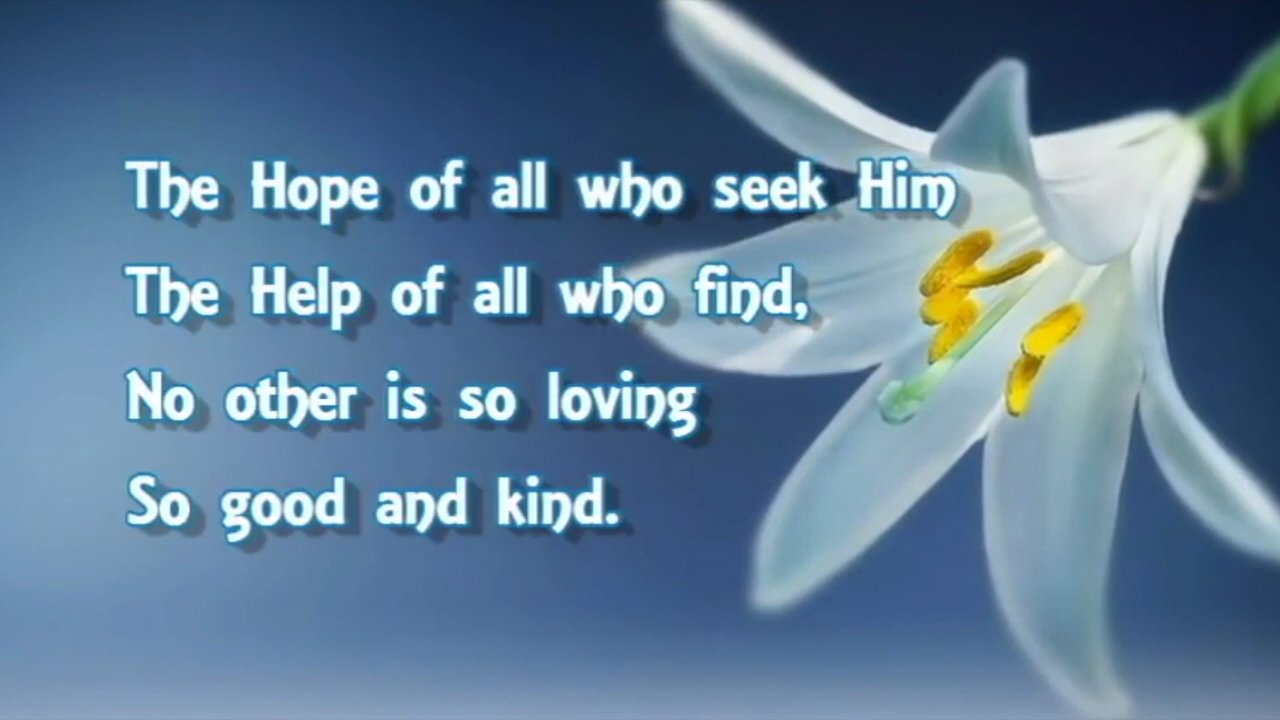 The Hope of all who seek Him
The Help of all who find,
No other is so loving
So good and kind.